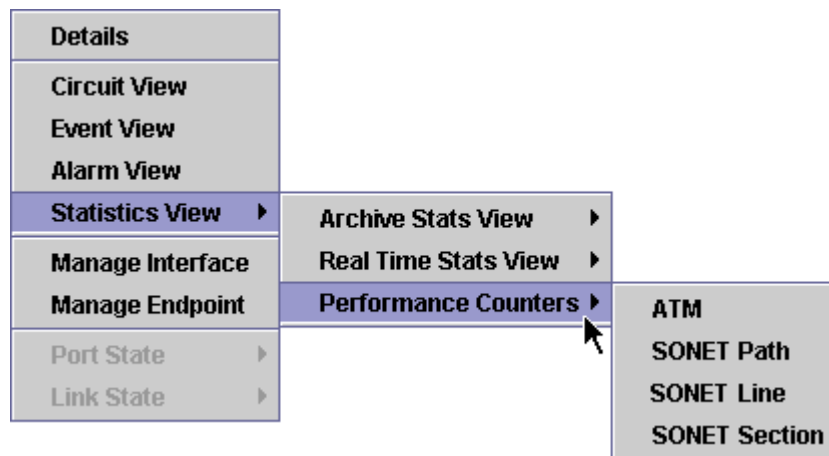 Details
Circuit View
Event View
Alarm View
Statistics View
Manage Interface
Manage Endpoint
Port State
Link State
Archive Stats View
Real Time Stats View
Performance Counters
ATM
SONET Path
SONET Line
SONET Section